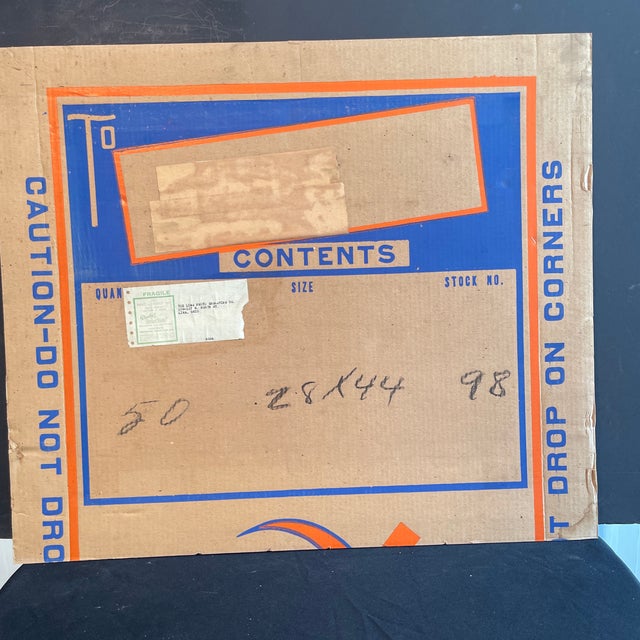 To
CONTENTS
QUAN
SIZE
STOCK NO.
FRAGILE
50
28X44
98
CAUTION-DO NOT DRO
T DROP ON CORNERS